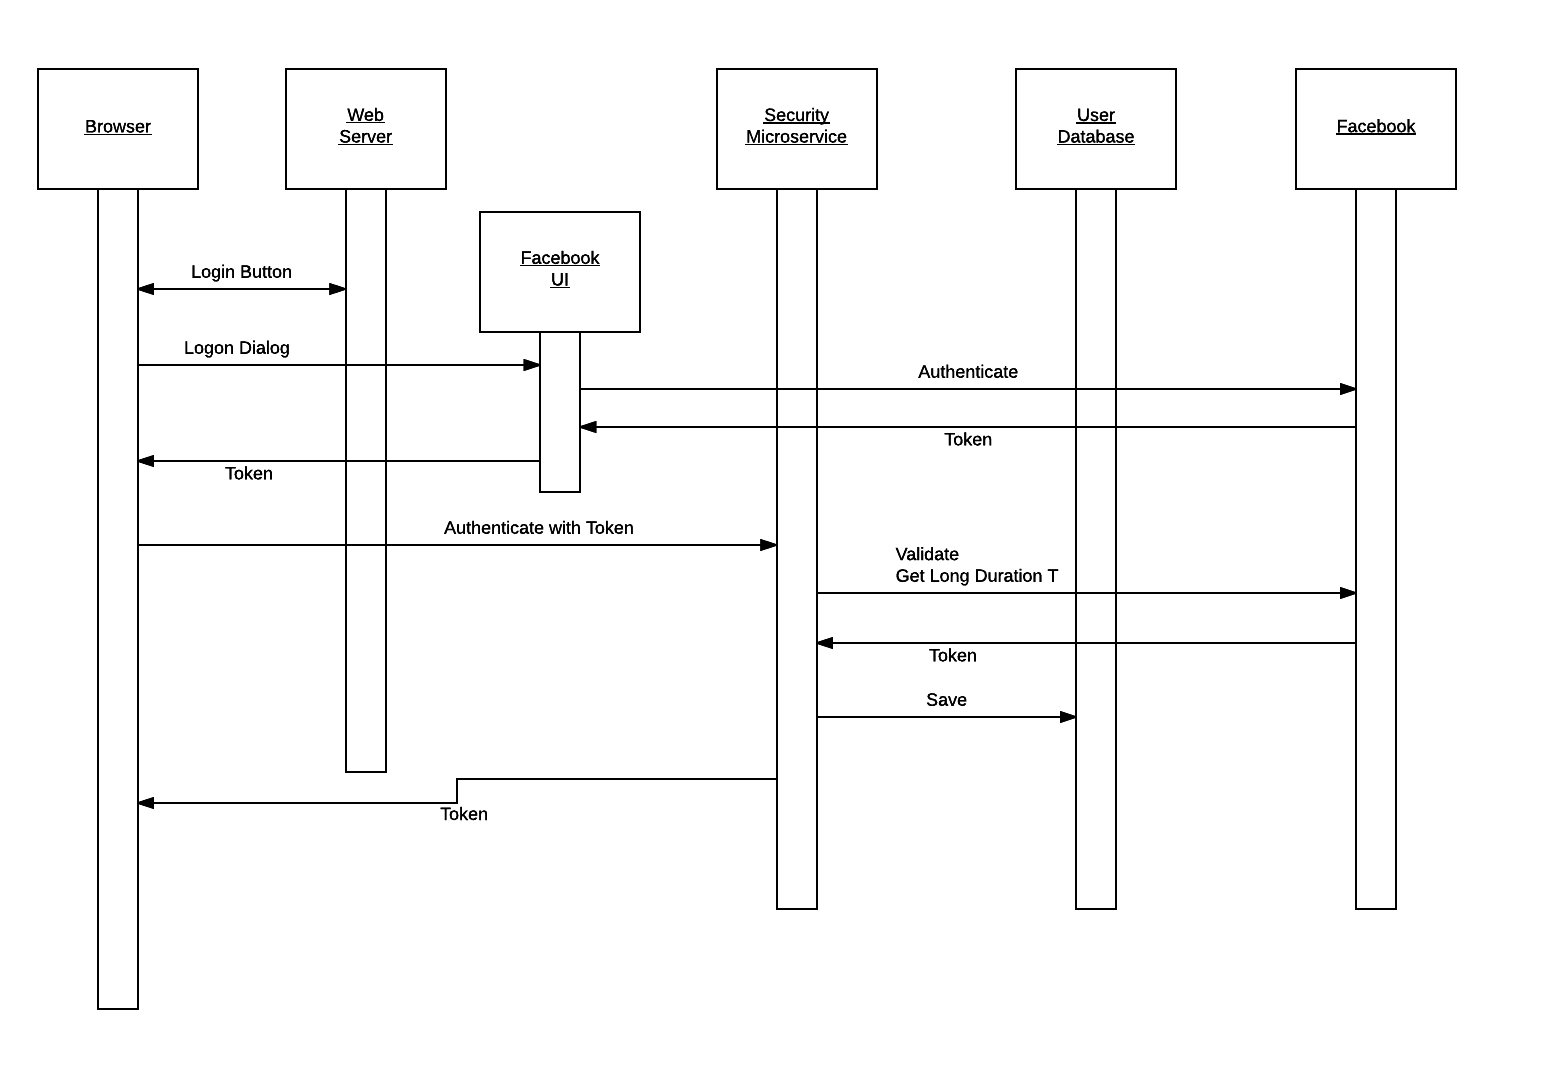 Browser
Web
Server
Security
Microservice
User
Database
Facebook
Facebook
UI
Login Button
Logon Dialog
Authenticate
Token
Token
Authenticate with Token
Validate
Get Long Duration T
Token
Save
Token